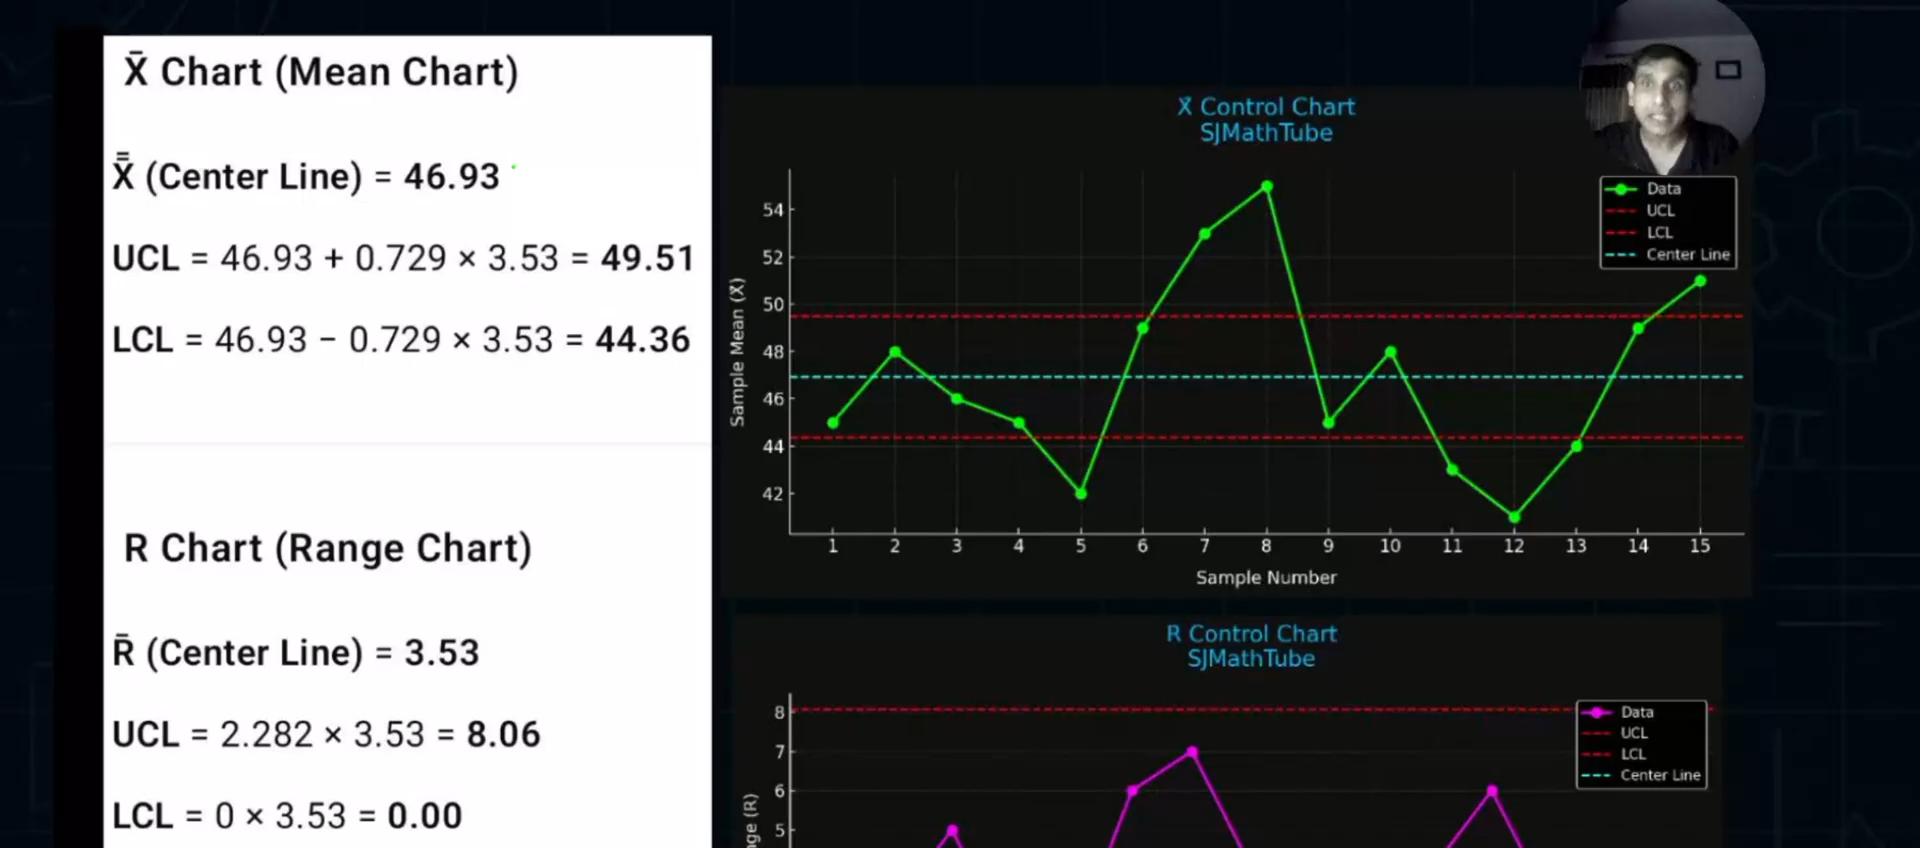 X̄ Chart (Mean Chart)
X̿ (Center Line) = 46.93
UCL = 46.93 + 0.729 × 3.53 = 49.51
LCL = 46.93 − 0.729 × 3.53 = 44.36
R Chart (Range Chart)
R̄ (Center Line) = 3.53
UCL = 2.282 × 3.53 = 8.06
LCL = 0 × 3.53 = 0.00
X̄ Control Chart
SJMathTube
Data
UCL
LCL
Center Line
Sample Mean (X̄)
54
52
50
48
46
44
42
1 2 3 4 5 6 7 8 9 10 11 12 13 14 15
Sample Number
R Control Chart
SJMathTube
Data
UCL
LCL
Center Line
(R)
8
7
6
5